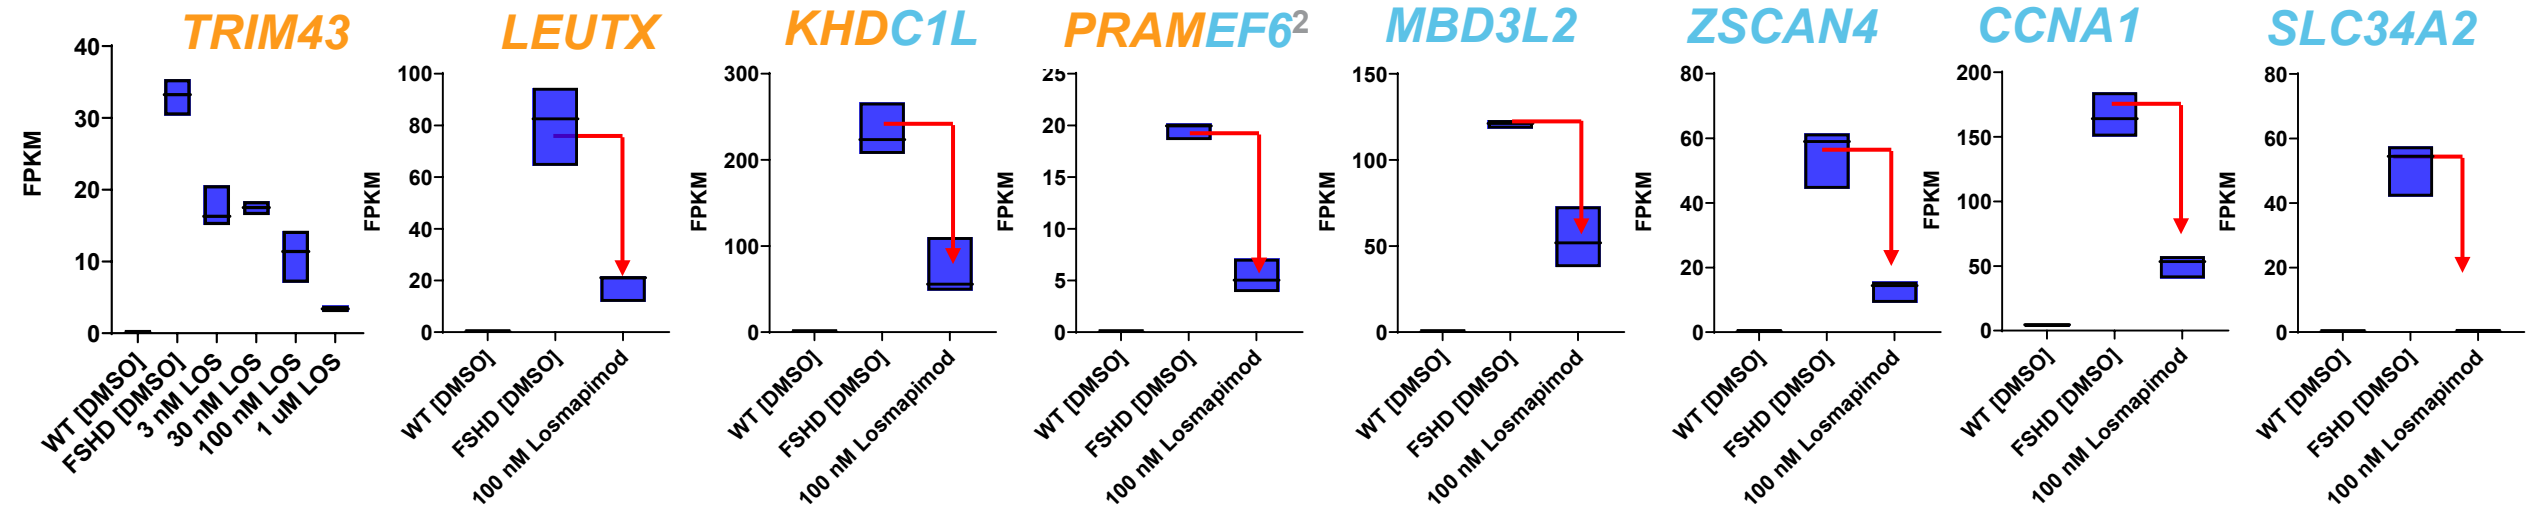 TRIM43
40
30
20
10
0
FPKM
WT [DMSO]
FSHD [DMSO]
3 nM LOS
30 nM LOS
100 nM LOS
1 uM LOS
LEUTX
100
80
60
40
20
0
FPKM
WT [DMSO]
FSHD [DMSO]
100 nM Losmapimod
KHDC1L
300
200
100
0
FPKM
WT [DMSO]
FSHD [DMSO]
100 nM Losmapimod
PRAMEF6²
25
20
15
10
5
0
FPKM
WT [DMSO]
FSHD [DMSO]
100 nM Losmapimod
MBD3L2
150
100
50
0
FPKM
WT [DMSO]
FSHD [DMSO]
100 nM Losmapimod
ZSCAN4
80
60
40
20
0
FPKM
WT [DMSO]
FSHD [DMSO]
100 nM Losmapimod
CCNA1
200
150
100
50
0
FPKM
WT [DMSO]
FSHD [DMSO]
100 nM Losmapimod
SLC34A2
80
60
40
20
0
FPKM
WT [DMSO]
FSHD [DMSO]
100 nM Losmapimod